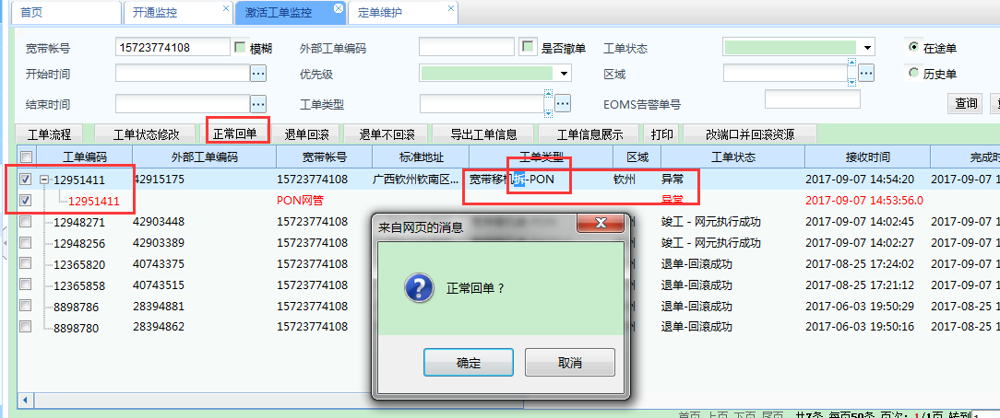 首页 开通监控 激活工单监控 定单维护
宽带帐号 15723774108 模糊 外部工单编码 是否撤单 工单状态 在途单
开始时间 优先级 区域 历史单
结束时间 工单类型 EOMS告警单号 查询
工单流程 工单状态修改 正常回单 退单回滚 退单不回滚 导出工单信息 工单信息展示 打印 改端口并回滚资源
工单编码 外部工单编码 宽带帐号 标准地址 工单类型 区域 工单状态 接收时间 完成时
12951411 42915175 15723774108 广西钦州钦南区... 宽带移机拆-PON 钦州 异常 2017-09-07 14:54:20 2017-09-07
12951411 PON网管 异常 2017-09-07 14:53:56.0
12948271 42903448 15723774108 竣工 - 网元执行成功 2017-09-07 14:02:45 2017-09-07
12948256 42903389 15723774108 竣工 - 网元执行成功 2017-09-07 14:02:27 2017-09-07
12365820 40743375 15723774108 退单-回滚成功 2017-08-25 17:24:02 2017-09-07
12365808 40743515 15723774108 退单-回滚成功 2017-08-25 17:21:12 2017-09-07
8898786 28394881 15723774108 退单-回滚成功 2017-06-03 19:50:29 2017-08-25
8898780 28394862 15723774108 退单-回滚成功 2017-06-03 19:50:16 2017-08-25
来自网页的消息
正常回单？
确定 取消
首页 上页 下页 尾页 共7条 每页50条 页次: 1/1页 转到 1